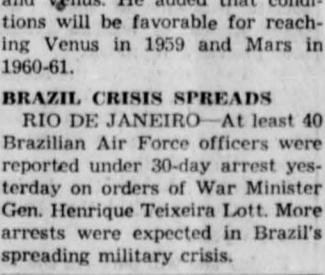 and Venus. He added that condi-
tions will be favorable for reach-
ing Venus in 1959 and Mars in
1960-61.
BRAZIL CRISIS SPREADS
RIO DE JANEIRO—At least 40
Brazilian Air Force officers were
reported under 30-day arrest yes-
terday on orders of War Minister
Gen. Henrique Teixeira Lott. More
arrests were expected in Brazil's
spreading military crisis.